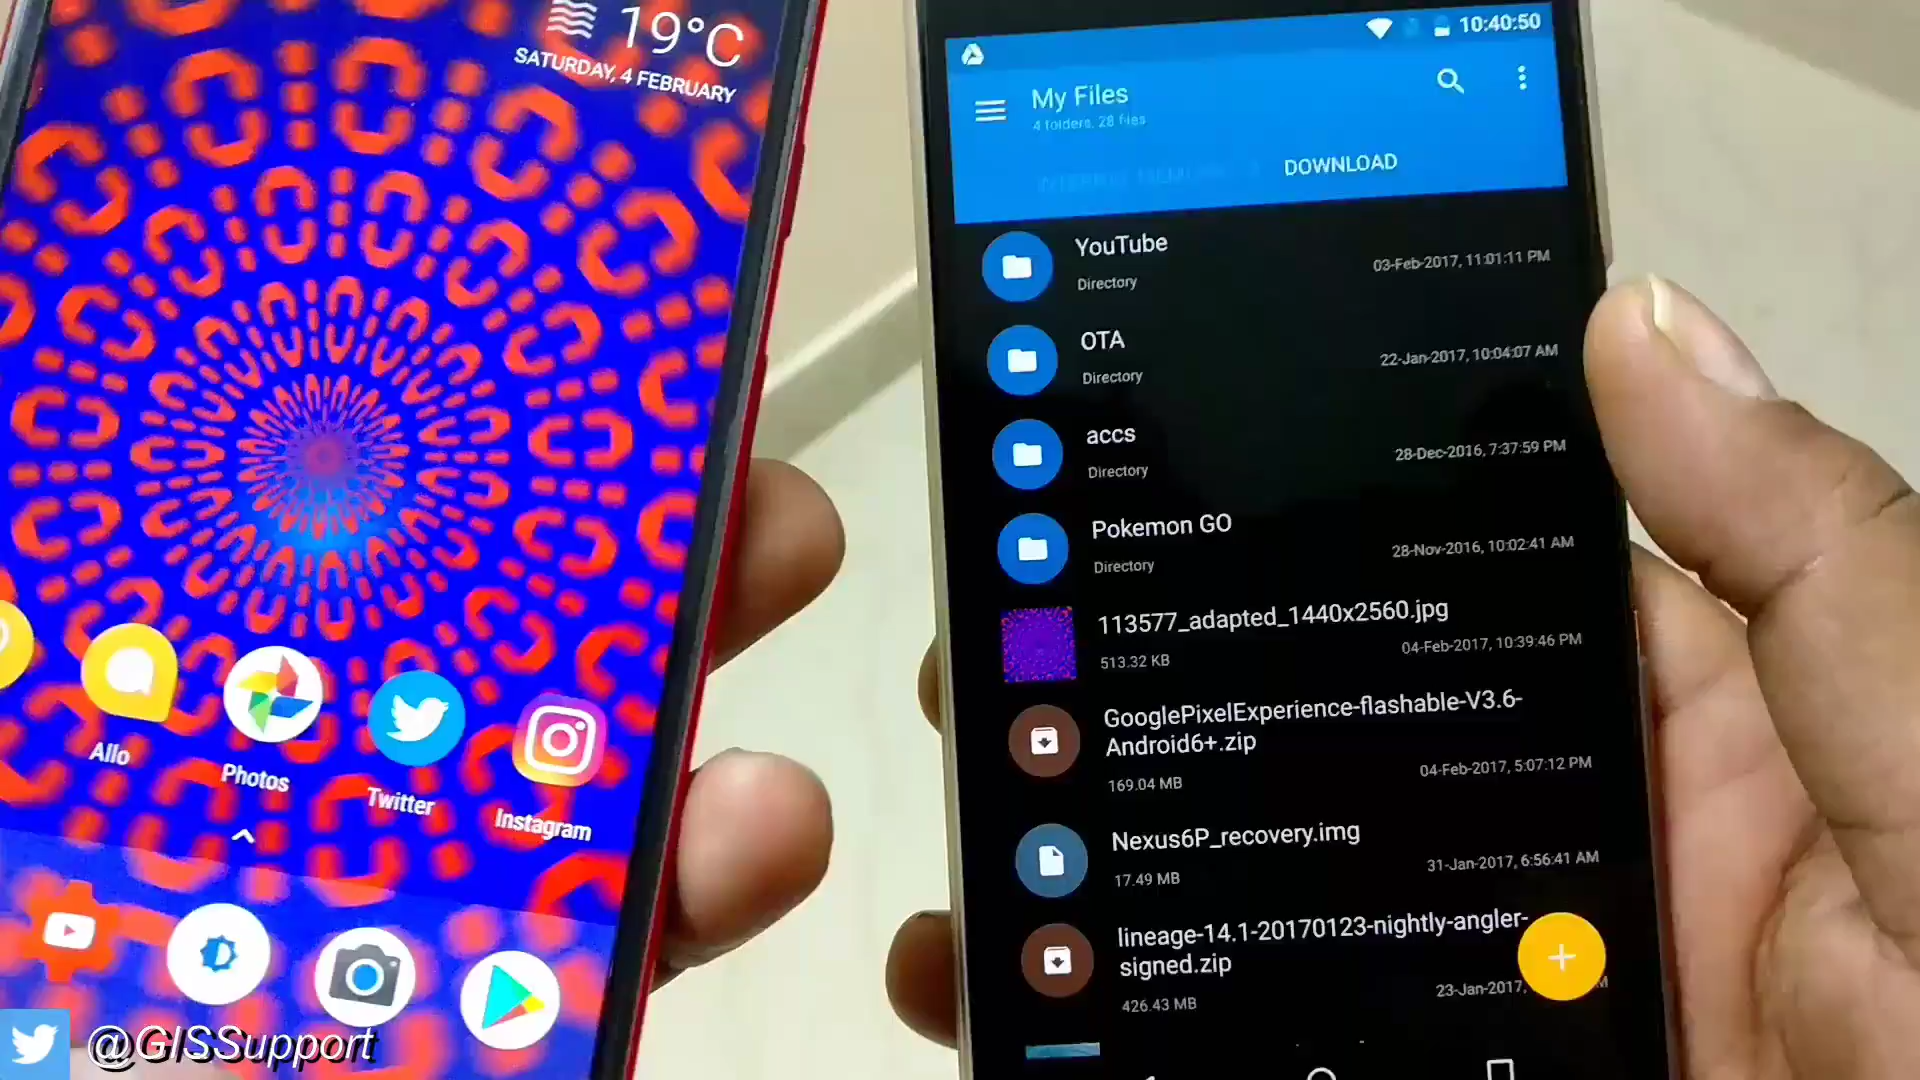 19°C
SATURDAY, 4 FEBRUARY
Allo
Photos
Twitter
Instagram
@GISSupport
10:40:50
My Files
4 folders, 28 files
DOWNLOAD
YouTube
Directory
03-Feb-2017, 11:01:11 PM
OTA
Directory
22-Jan-2017, 10:04:07 AM
accs
Directory
28-Dec-2016, 7:37:59 PM
Pokemon GO
Directory
28-Nov-2016, 10:02:41 AM
113577_adapted_1440x2560.jpg
513.32 KB
04-Feb-2017, 10:39:46 PM
GooglePixelExperience-flashable-V3.6-
Android6+.zip
169.04 MB
04-Feb-2017, 5:07:12 PM
Nexus6P_recovery.img
17.49 MB
31-Jan-2017, 6:56:41 AM
lineage-14.1-20170123-nightly-angler-
signed.zip
426.43 MB
23-Jan-2017,